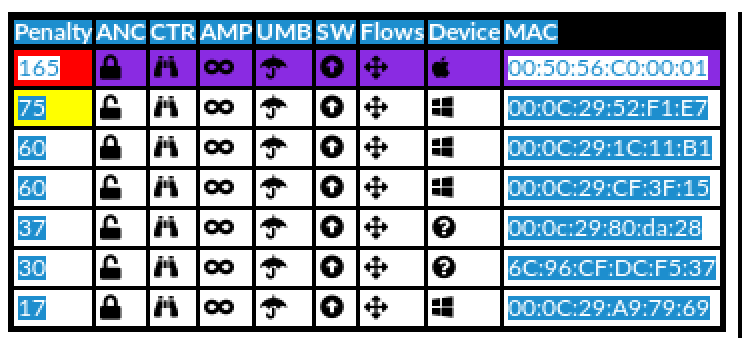 Penalty ANC CTR AMP UMB SW Flows Device MAC
165 00:50:56:C0:00:01
75 00:0C:29:52:F1:E7
60 00:0C:29:1C:11:B1
60 00:0C:29:CF:3F:15
37 00:0c:29:80:da:28
30 6C:96:CF:DC:F5:37
17 00:0C:29:A9:79:69